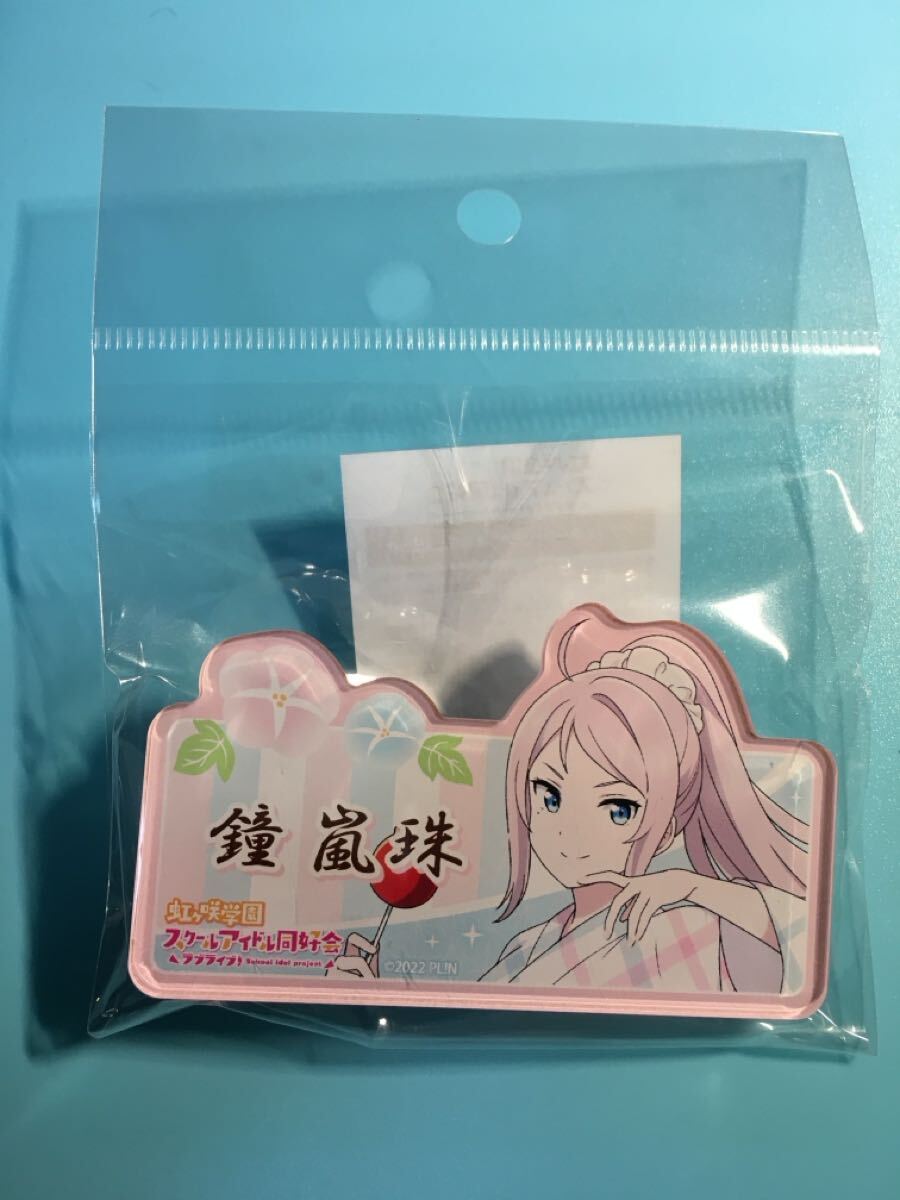 鐘 嵐珠
虹ヶ咲学園
スクールアイドル同好会
ラブライブ! School idol project
©2022 PL!N